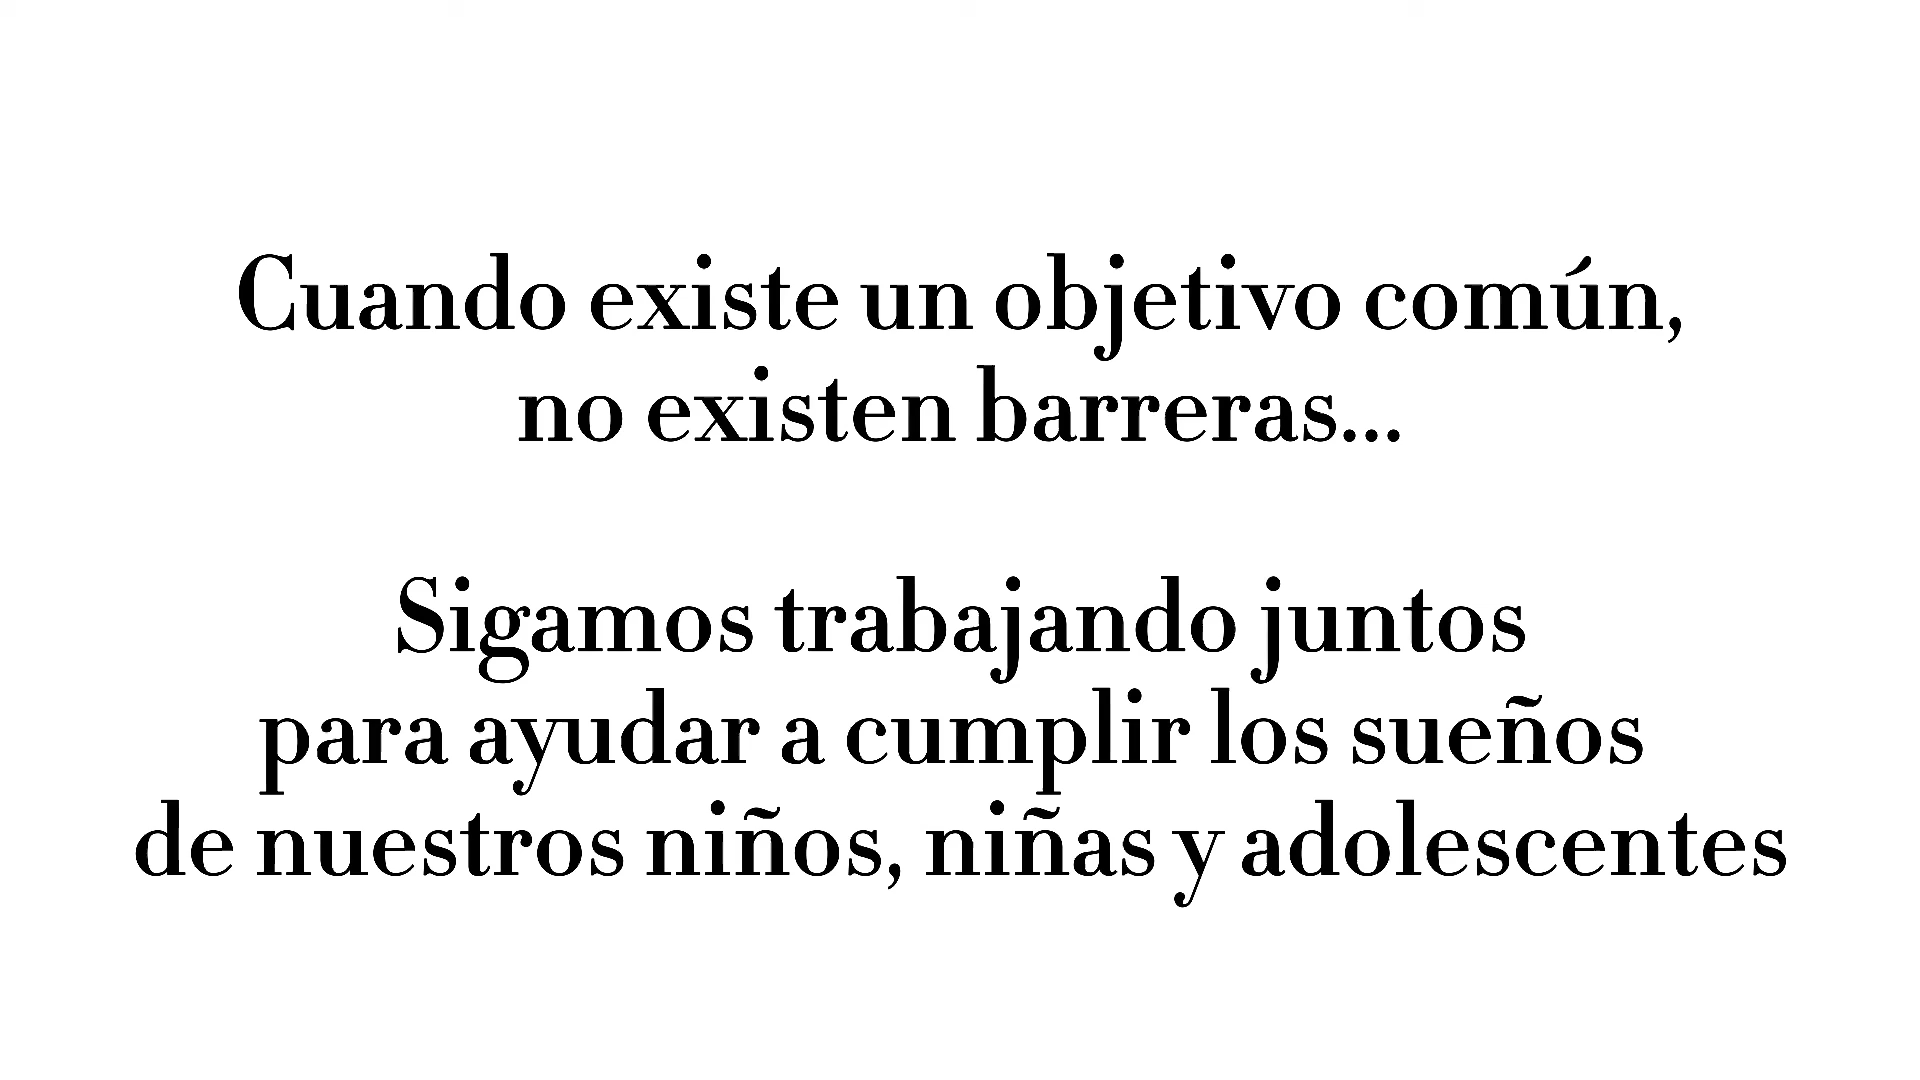 Cuando existe un objetivo común,
no existen barreras...
Sigamos trabajando juntos
para ayudar a cumplir los sueños
de nuestros niños, niñas y adolescentes